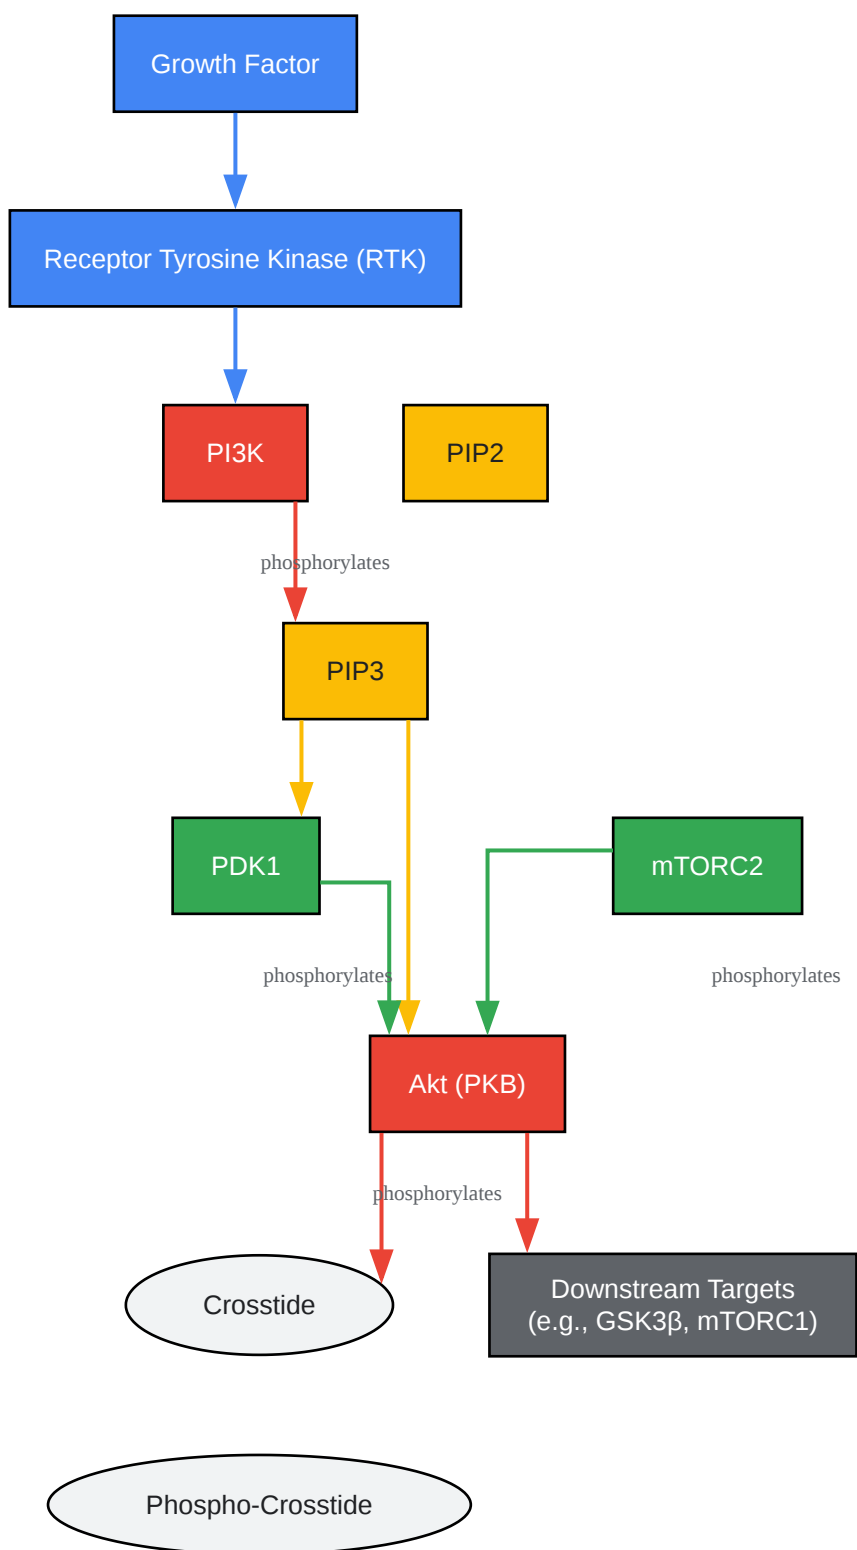 Growth Factor
Receptor Tyrosine Kinase (RTK)
PI3K
PIP2
phosphorylates
PIP3
PDK1
mTORC2
phosphorylates
phosphorylates
Akt (PKB)
phosphorylates
Crosstide
Downstream Targets
(e.g., GSK3β, mTORC1)
Phospho-Crosstide